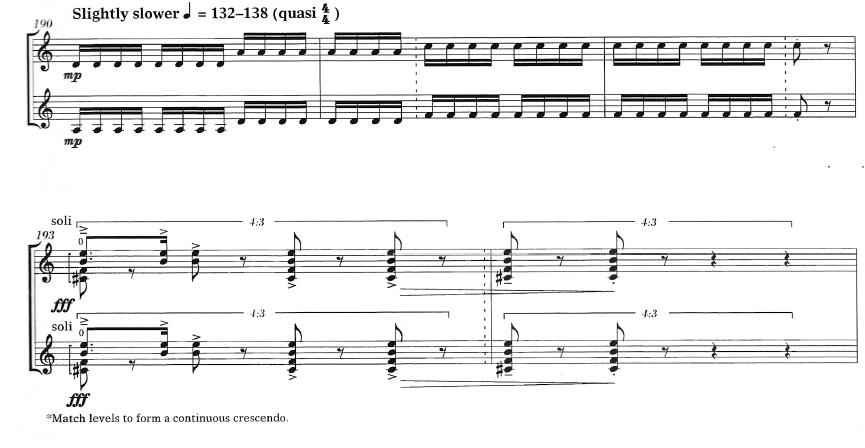 Slightly slower ♩ = 132–138 (quasi 4/4)
190
mp
mp
soli
4:3
4:3
193
0
fff
soli
4:3
4:3
0
fff
*Match levels to form a continuous crescendo.